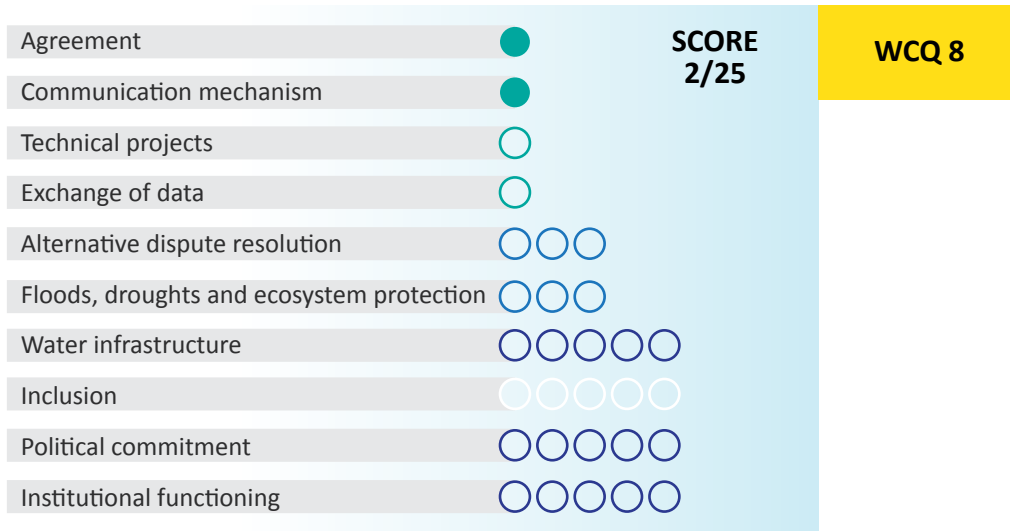 Agreement
SCORE
2/25
WCQ 8
Communication mechanism
Technical projects
Exchange of data
Alternative dispute resolution
Floods, droughts and ecosystem protection
Water infrastructure
Inclusion
Political commitment
Institutional functioning